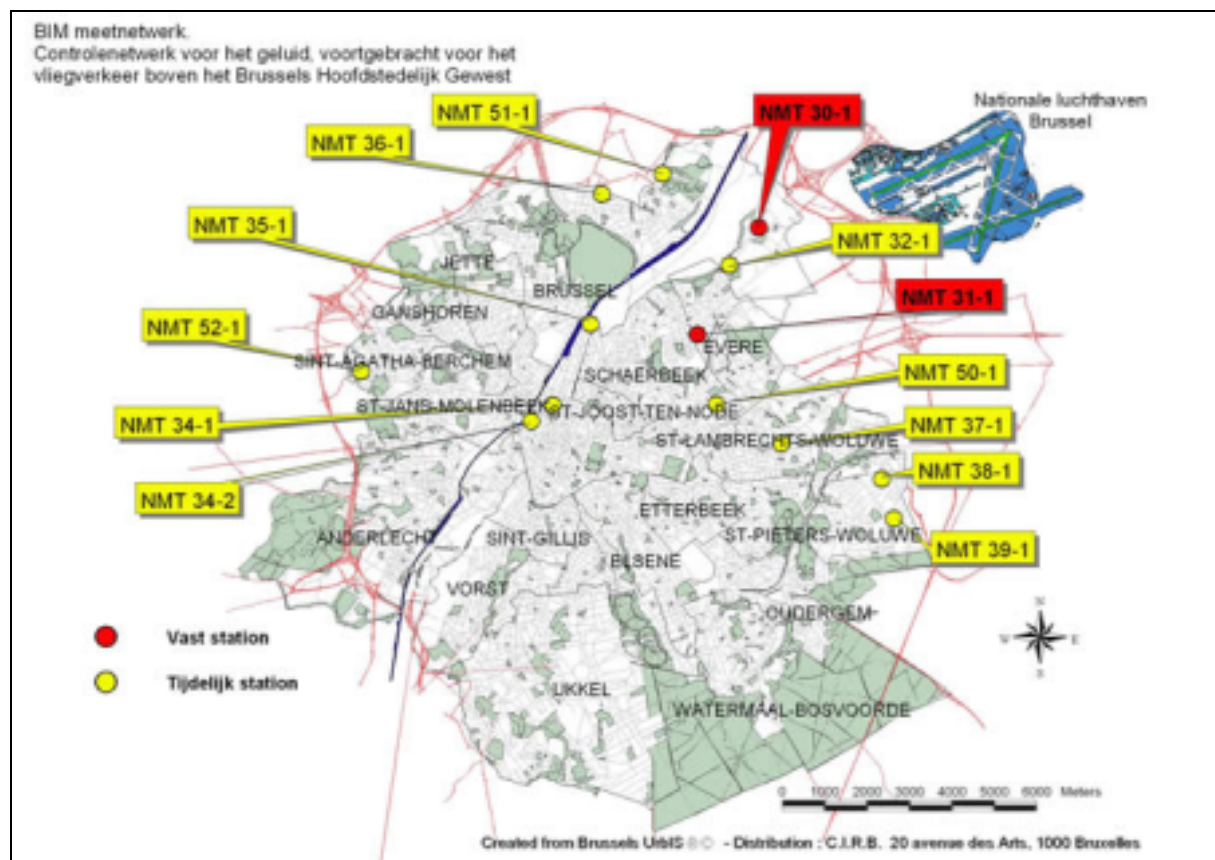 BIM meetnetwerk.
Controlenetwerk voor het geluid, voortgebracht voor het
vliegverkeer boven het Brussels Hoofdstedelijk Gewest
Nationale luchthaven
Brussel
NMT 51-1
NMT 30-1
NMT 36-1
NMT 35-1
NMT 32-1
JETTE
BRUSSEL
NMT 31-1
GANSHOREN
NMT 52-1
EVERE
SINT-AGATHA-BERCHEM
SCHAERBEEK
NMT 50-1
ST-JANS-MOLENBEEK
ST-JOOST-TEN-NODE
NMT 34-1
NMT 37-1
ST-LAMBRECHTS-WOLUWE
NMT 38-1
NMT 34-2
ETTERBEEK
ANDERLECHT
SINT-GILLIS
ST-PIETERS-WOLUWE
NMT 39-1
ELSENE
VORST
OUDERGEM
N
W
E
S
Vast station
Tijdelijk station
UKKEL
WATERMAAL-BOSVOORDE
0 1000 2000 3000 4000 5000 6000 Meters
Created from Brussels UrbIS ®© - Distribution : C.I.R.B. 20 avenue des Arts, 1000 Bruxelles